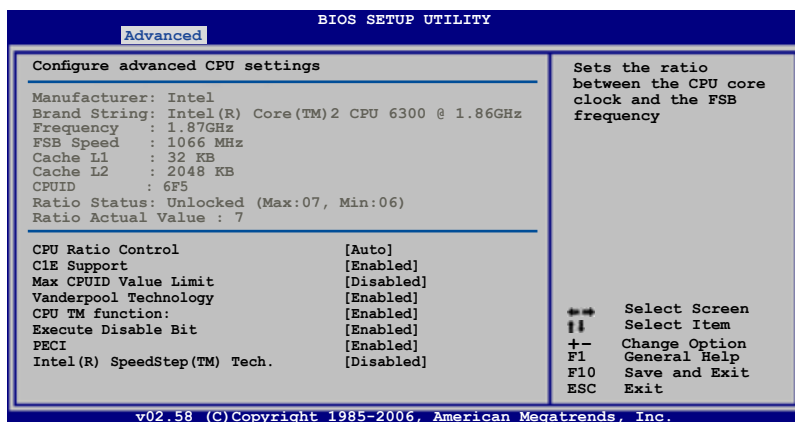 BIOS SETUP UTILITY
Advanced
Configure advanced CPU settings
Manufacturer: Intel
Brand String: Intel(R) Core(TM)2 CPU 6300 @ 1.86GHz
Frequency : 1.87GHz
FSB Speed : 1066 MHz
Cache L1 : 32 KB
Cache L2 : 2048 KB
CPUID : 6F5
Ratio Status: Unlocked (Max:07, Min:06)
Ratio Actual Value : 7
CPU Ratio Control [Auto]
C1E Support [Enabled]
Max CPUID Value Limit [Disabled]
Vanderpool Technology [Enabled]
CPU TM function: [Enabled]
Execute Disable Bit [Enabled]
PECI [Enabled]
Intel(R) SpeedStep(TM) Tech. [Disabled]
Sets the ratio
between the CPU core
clock and the FSB
frequency
←→ Select Screen
↑↓ Select Item
+- Change Option
F1 General Help
F10 Save and Exit
ESC Exit
v02.58 (C)Copyright 1985-2006, American Megatrends, Inc.